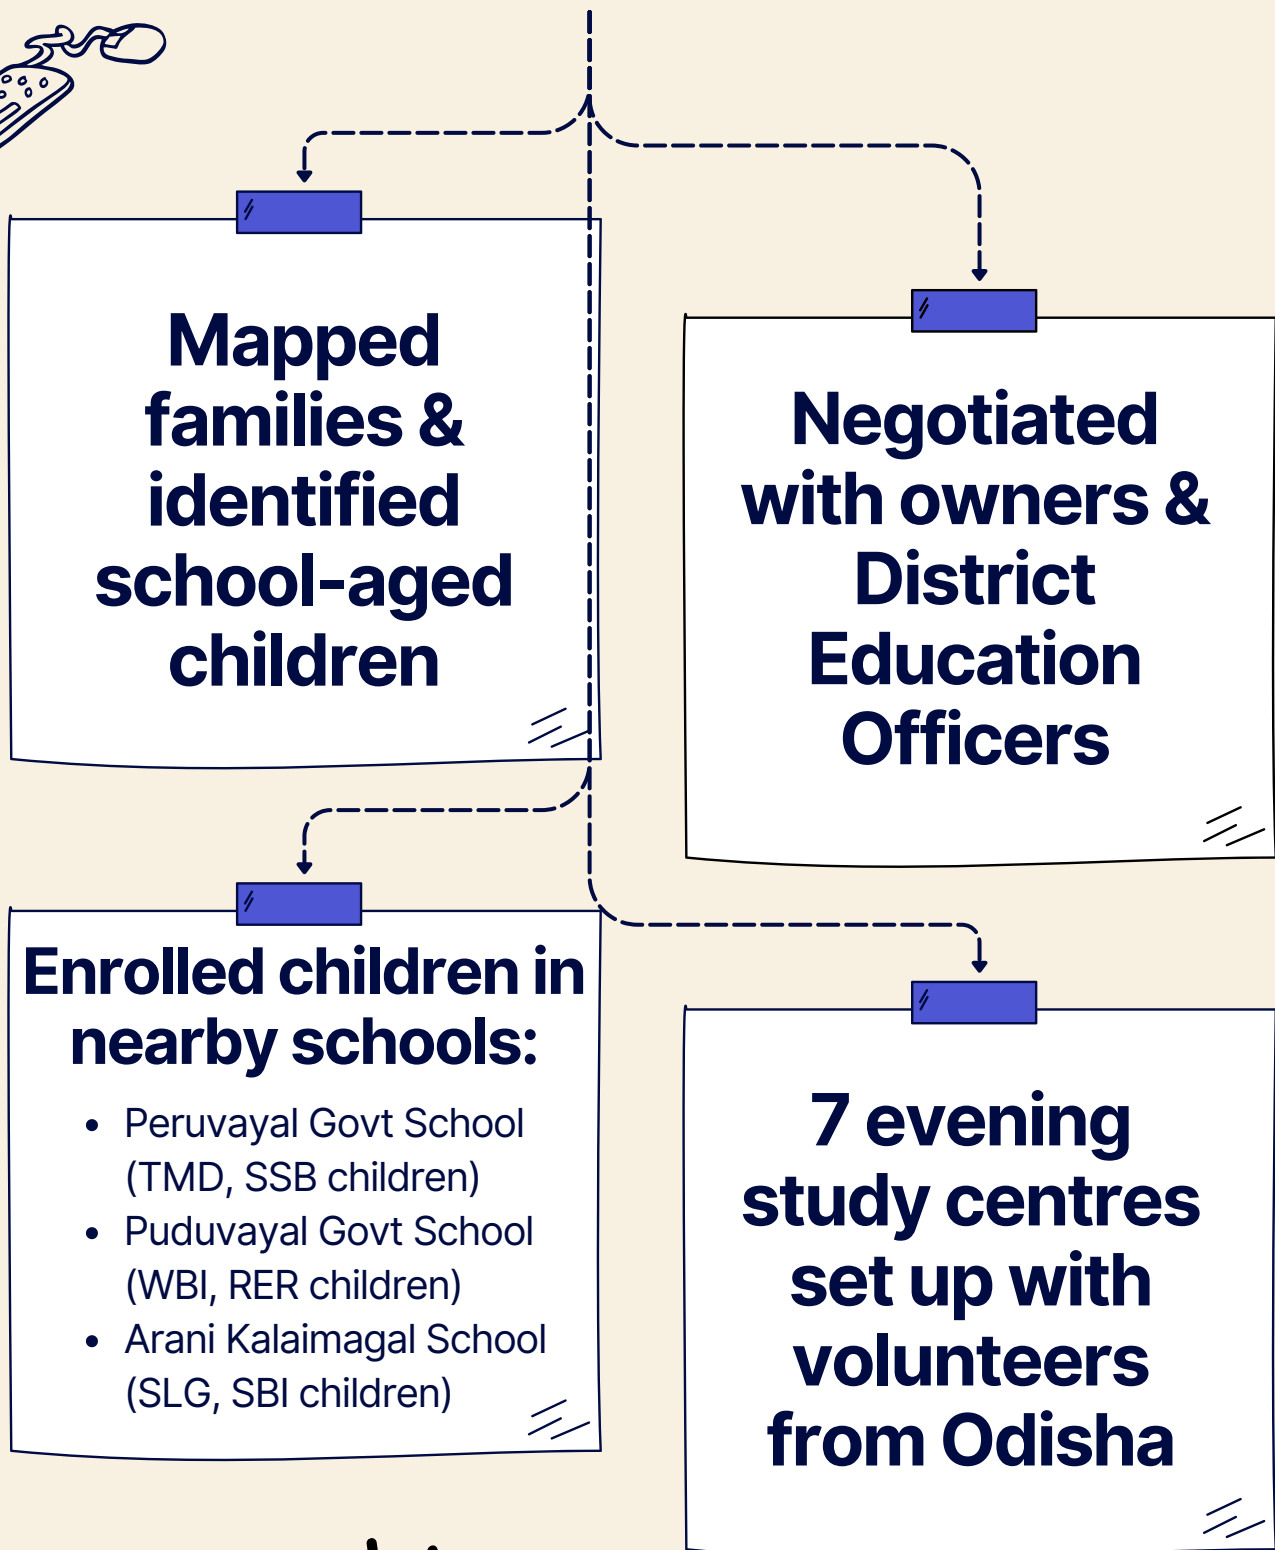 Mapped
families &
identified
school-aged
children
Negotiated
with owners &
District
Education
Officers
Enrolled children in
nearby schools:
• Peruvayal Govt School
(TMD, SSB children)
• Puduvayal Govt School
(WBI, RER children)
• Arani Kalaimagal School
(SLG, SBI children)
7 evening
study centres
set up with
volunteers
from Odisha